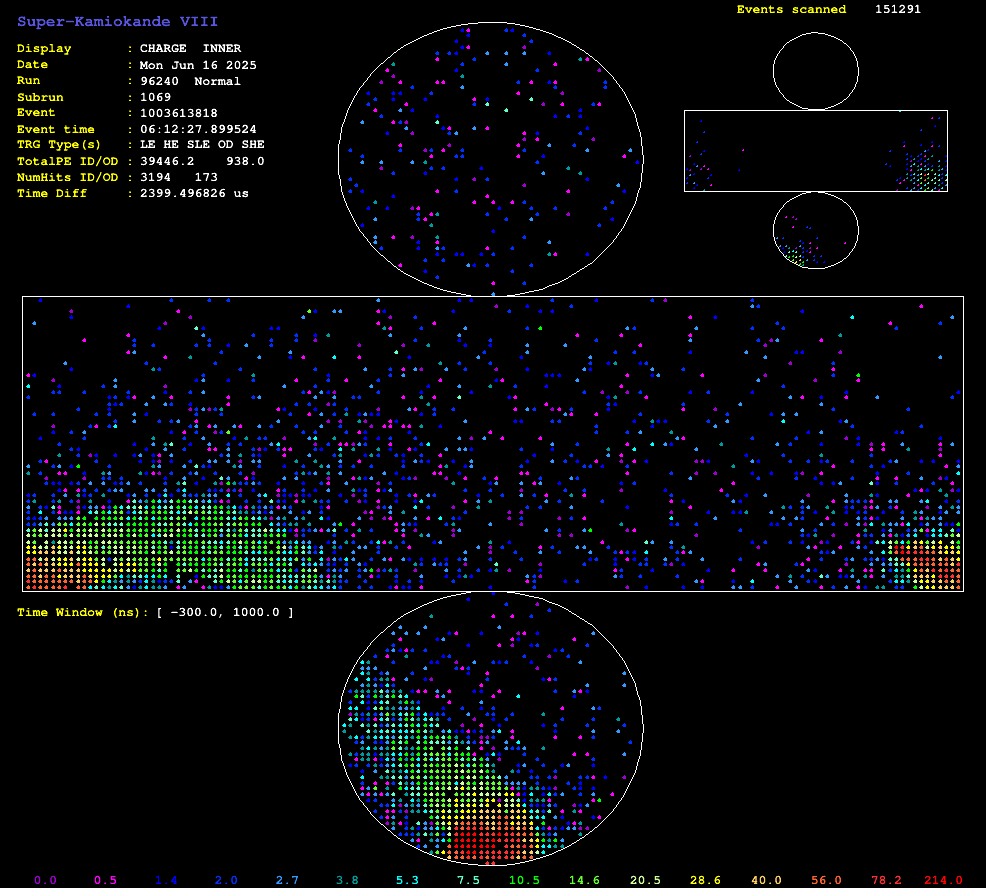 Super-Kamiokande VIII
Events scanned 151291
Display : CHARGE INNER
Date : Mon Jun 16 2025
Run : 96240 Normal
Subrun : 1069
Event : 1003613818
Event time : 06:12:27.899524
TRG Type(s) : LE HE SLE OD SHE
TotalPE ID/OD : 39446.2 938.0
NumHits ID/OD : 3194 173
Time Diff : 2399.496826 us
Time Window (ns): [ -300.0, 1000.0 ]
0.0 0.5 1.4 2.0 2.7 3.8 5.3 7.5 10.5 14.6 20.5 28.6 40.0 56.0 78.2 214.0